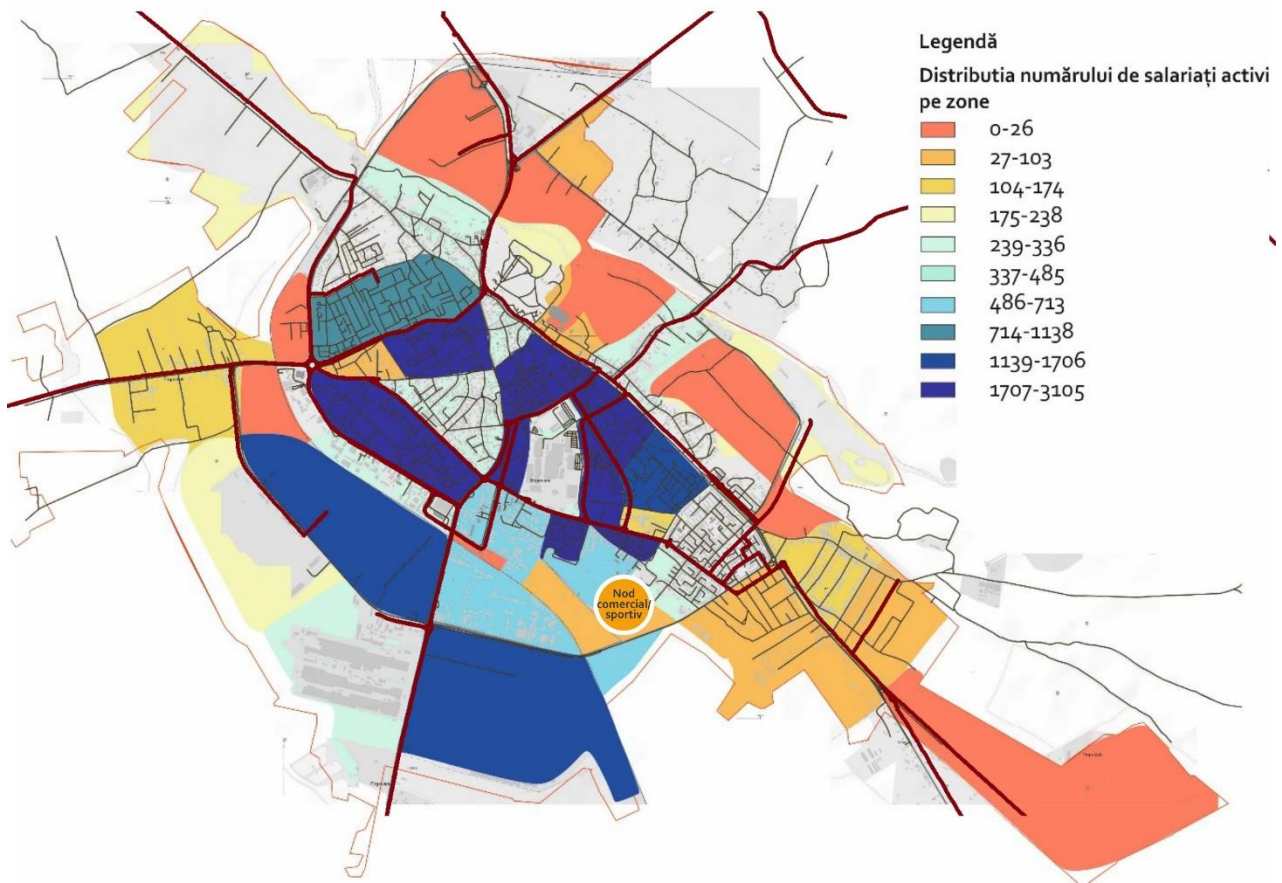 Legendă
Distributia numărului de salariați activi
pe zone
0-26
27-103
104-174
175-238
239-336
337-485
486-713
714-1138
1139-1706
1707-3105
Nod
comercial/
sportiv